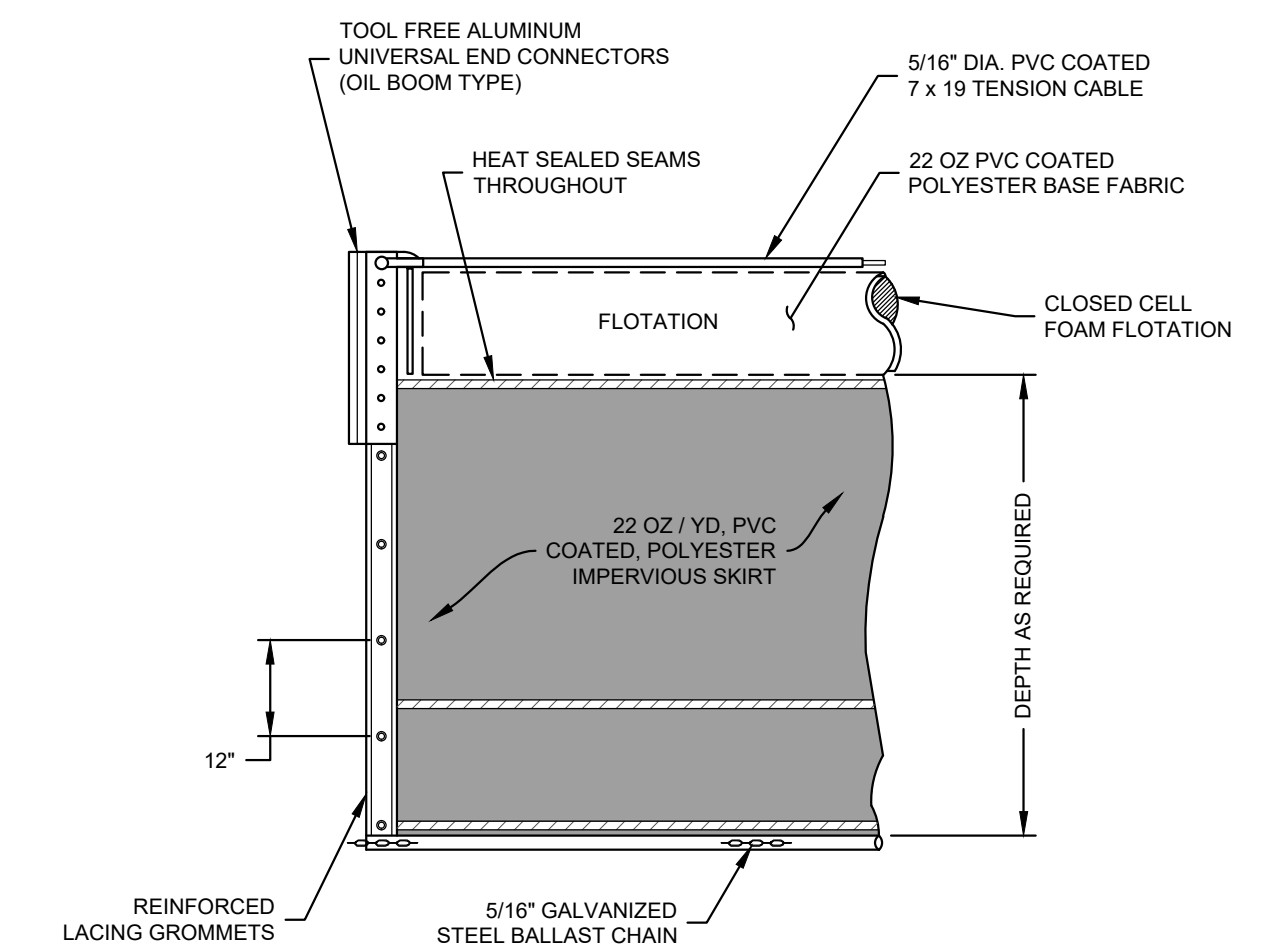 TOOL FREE ALUMINUM
UNIVERSAL END CONNECTORS
(OIL BOOM TYPE)
5/16" DIA. PVC COATED
7 x 19 TENSION CABLE
HEAT SEALED SEAMS
THROUGHOUT
22 OZ PVC COATED
POLYESTER BASE FABRIC
FLOTATION
CLOSED CELL
FOAM FLOTATION
22 OZ / YD, PVC
COATED, POLYESTER
IMPERVIOUS SKIRT
DEPTH AS REQUIRED
12"
REINFORCED
LACING GROMMETS
5/16" GALVANIZED
STEEL BALLAST CHAIN